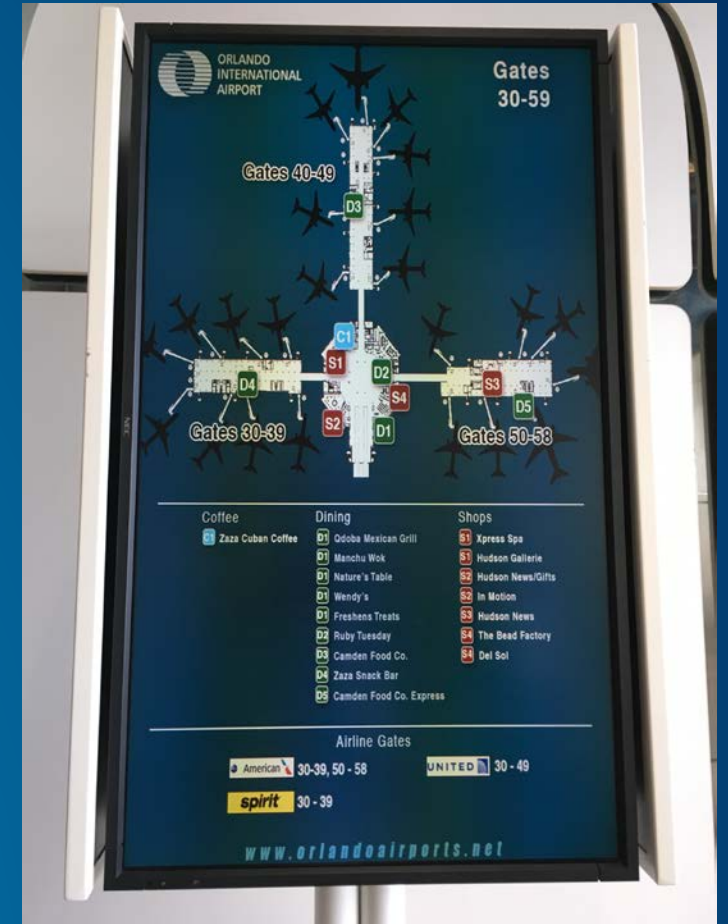 ORLANDO
INTERNATIONAL
AIRPORT
Gates
30-59
Gates 40-49
D3
C1
S1
D2
D4
S4
S3
D5
S2
D1
Gates 30-39
Gates 50-58
NEC
Coffee
C1 Zaza Cuban Coffee
Dining
D1 Qdoba Mexican Grill
D1 Manchu Wok
D1 Nature's Table
D1 Wendy's
D1 Freshens Treats
D2 Ruby Tuesday
D3 Camden Food Co.
D4 Zaza Snack Bar
D5 Camden Food Co. Express
Shops
S1 Xpress Spa
S1 Hudson Gallerie
S2 Hudson News/Gifts
S2 In Motion
S3 Hudson News
S4 The Bead Factory
S4 Del Sol
Airline Gates
American 30-39, 50 - 58
UNITED 30 - 49
spirit 30 - 39
www.orlandoairports.net